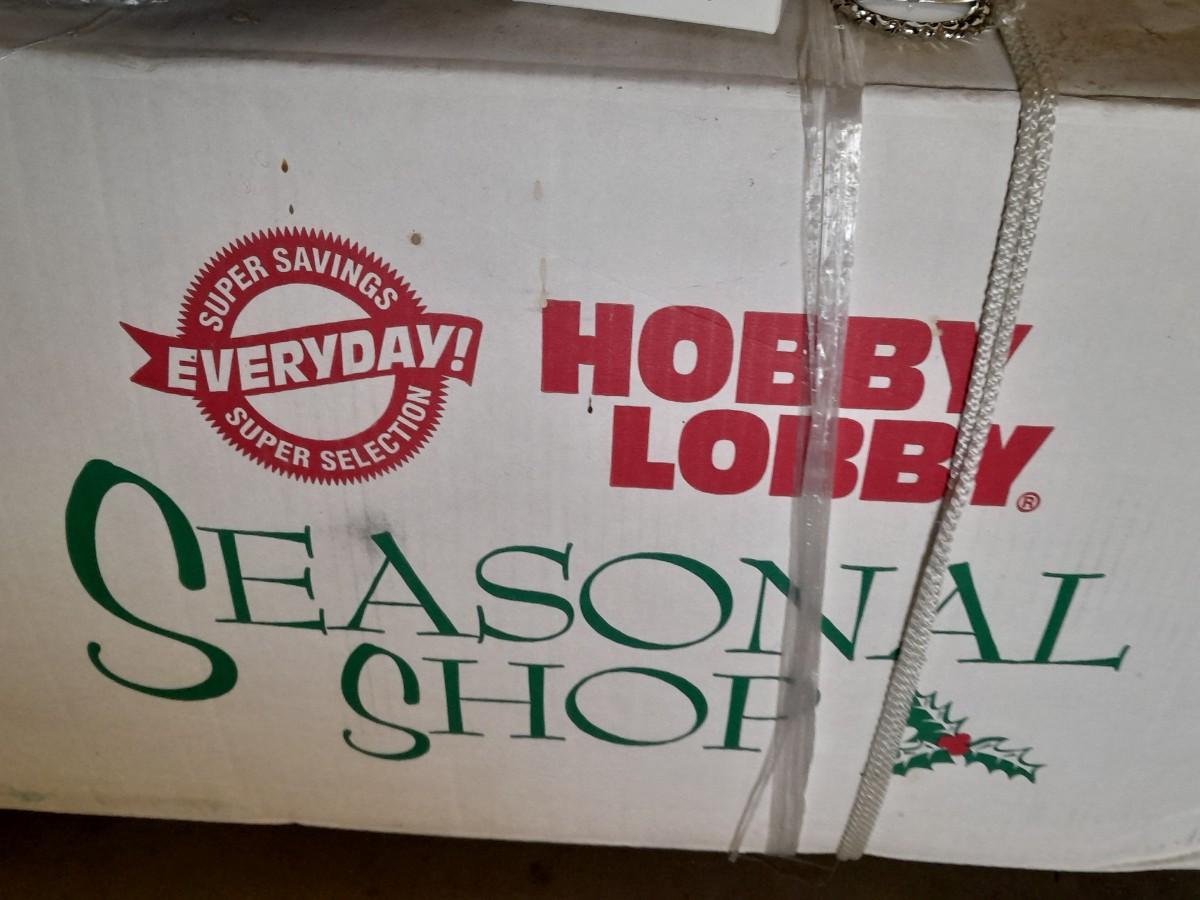 SUPER SAVINGS
EVERYDAY!
SUPER SELECTION
HOBBY
LOBBY®
SEASONAL
SHOP